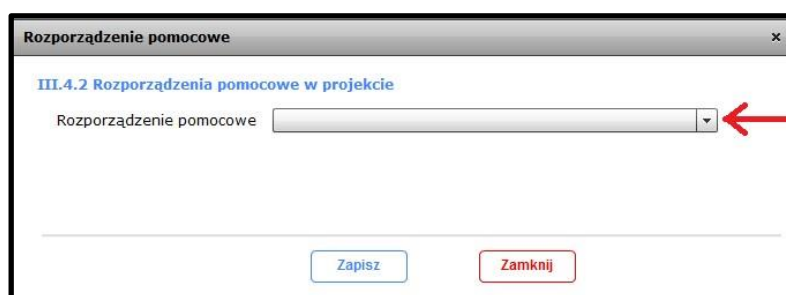 Rozporządzenie pomocowe
III.4.2 Rozporządzenia pomocowe w projekcie
Rozporządzenie pomocowe
Zapisz Zamknij